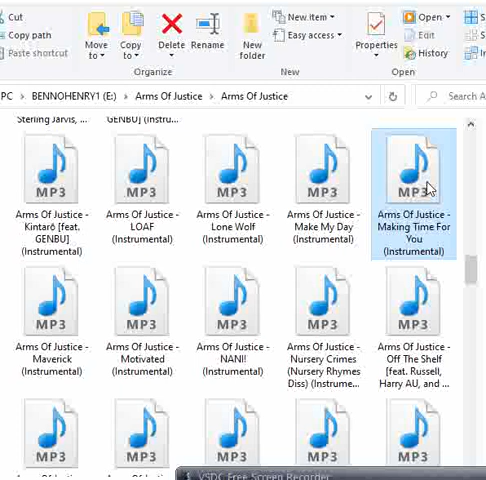 Cut
Copy path
Paste shortcut
Move to
Copy to
Delete
Rename
New folder
New item
Easy access
Properties
Open
Edit
History
Organize
New
Open
PC > BENNOHENRY1 (E:) > Arms Of Justice > Arms Of Justice
Search A
Sterling Jarvis, ...
GENBU] (Instru...
MP3
MP3
MP3
MP3
MP3
Arms Of Justice -
Kintarō [feat.
GENBU]
(Instrumental)
Arms Of Justice -
LOAF
(Instrumental)
Arms Of Justice -
Lone Wolf
(Instrumental)
Arms Of Justice -
Make My Day
(Instrumental)
Arms Of Justice -
Making Time For
You
(Instrumental)
MP3
MP3
MP3
MP3
MP3
Arms Of Justice -
Maverick
(Instrumental)
Arms Of Justice -
Motivated
(Instrumental)
Arms Of Justice -
NANI!
(Instrumental)
Arms Of Justice -
Nursery Crimes
(Nursery Rhymes
Diss) (Instrume...
Arms Of Justice -
Off The Shelf
[feat. Russell,
Harry AU, and ...
MP3
MP3
MP3
MP3
MP3
VSDC Free Screen Recorder